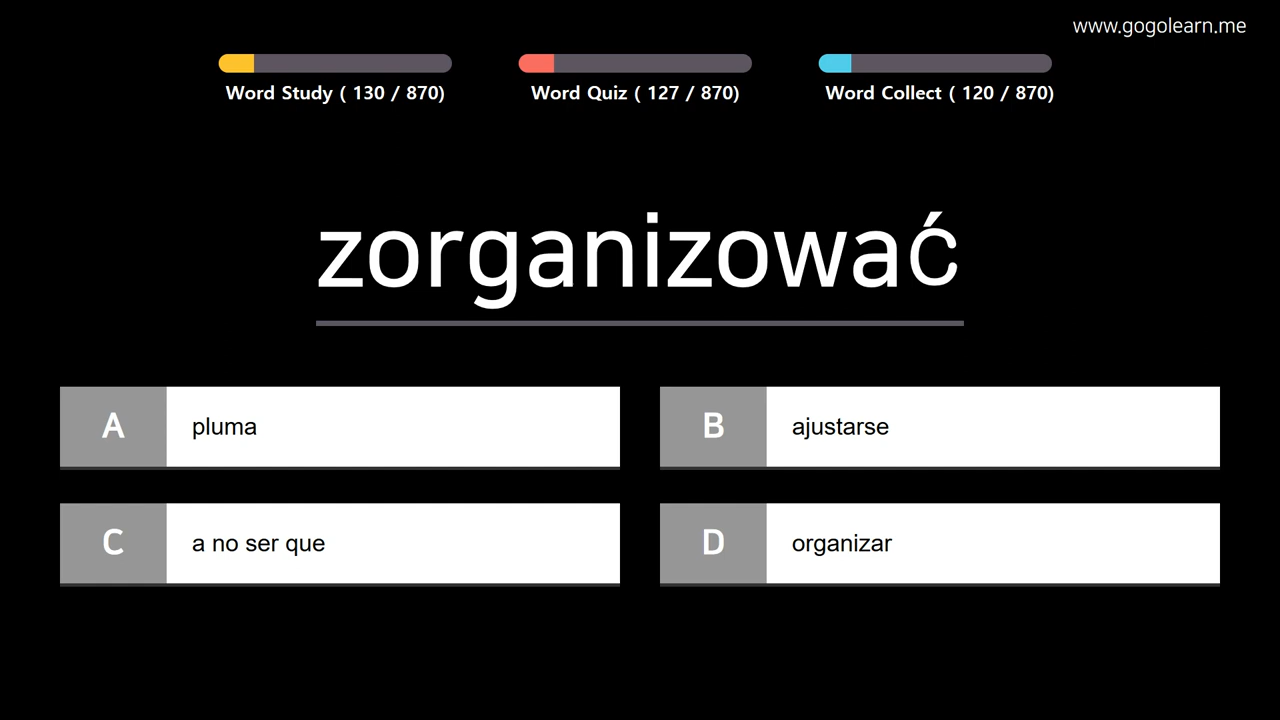 www.gogolearn.me
Word Study ( 130 / 870)
Word Quiz ( 127 / 870)
Word Collect ( 120 / 870)
zorganizować
A pluma
B ajustarse
C a no ser que
D organizar